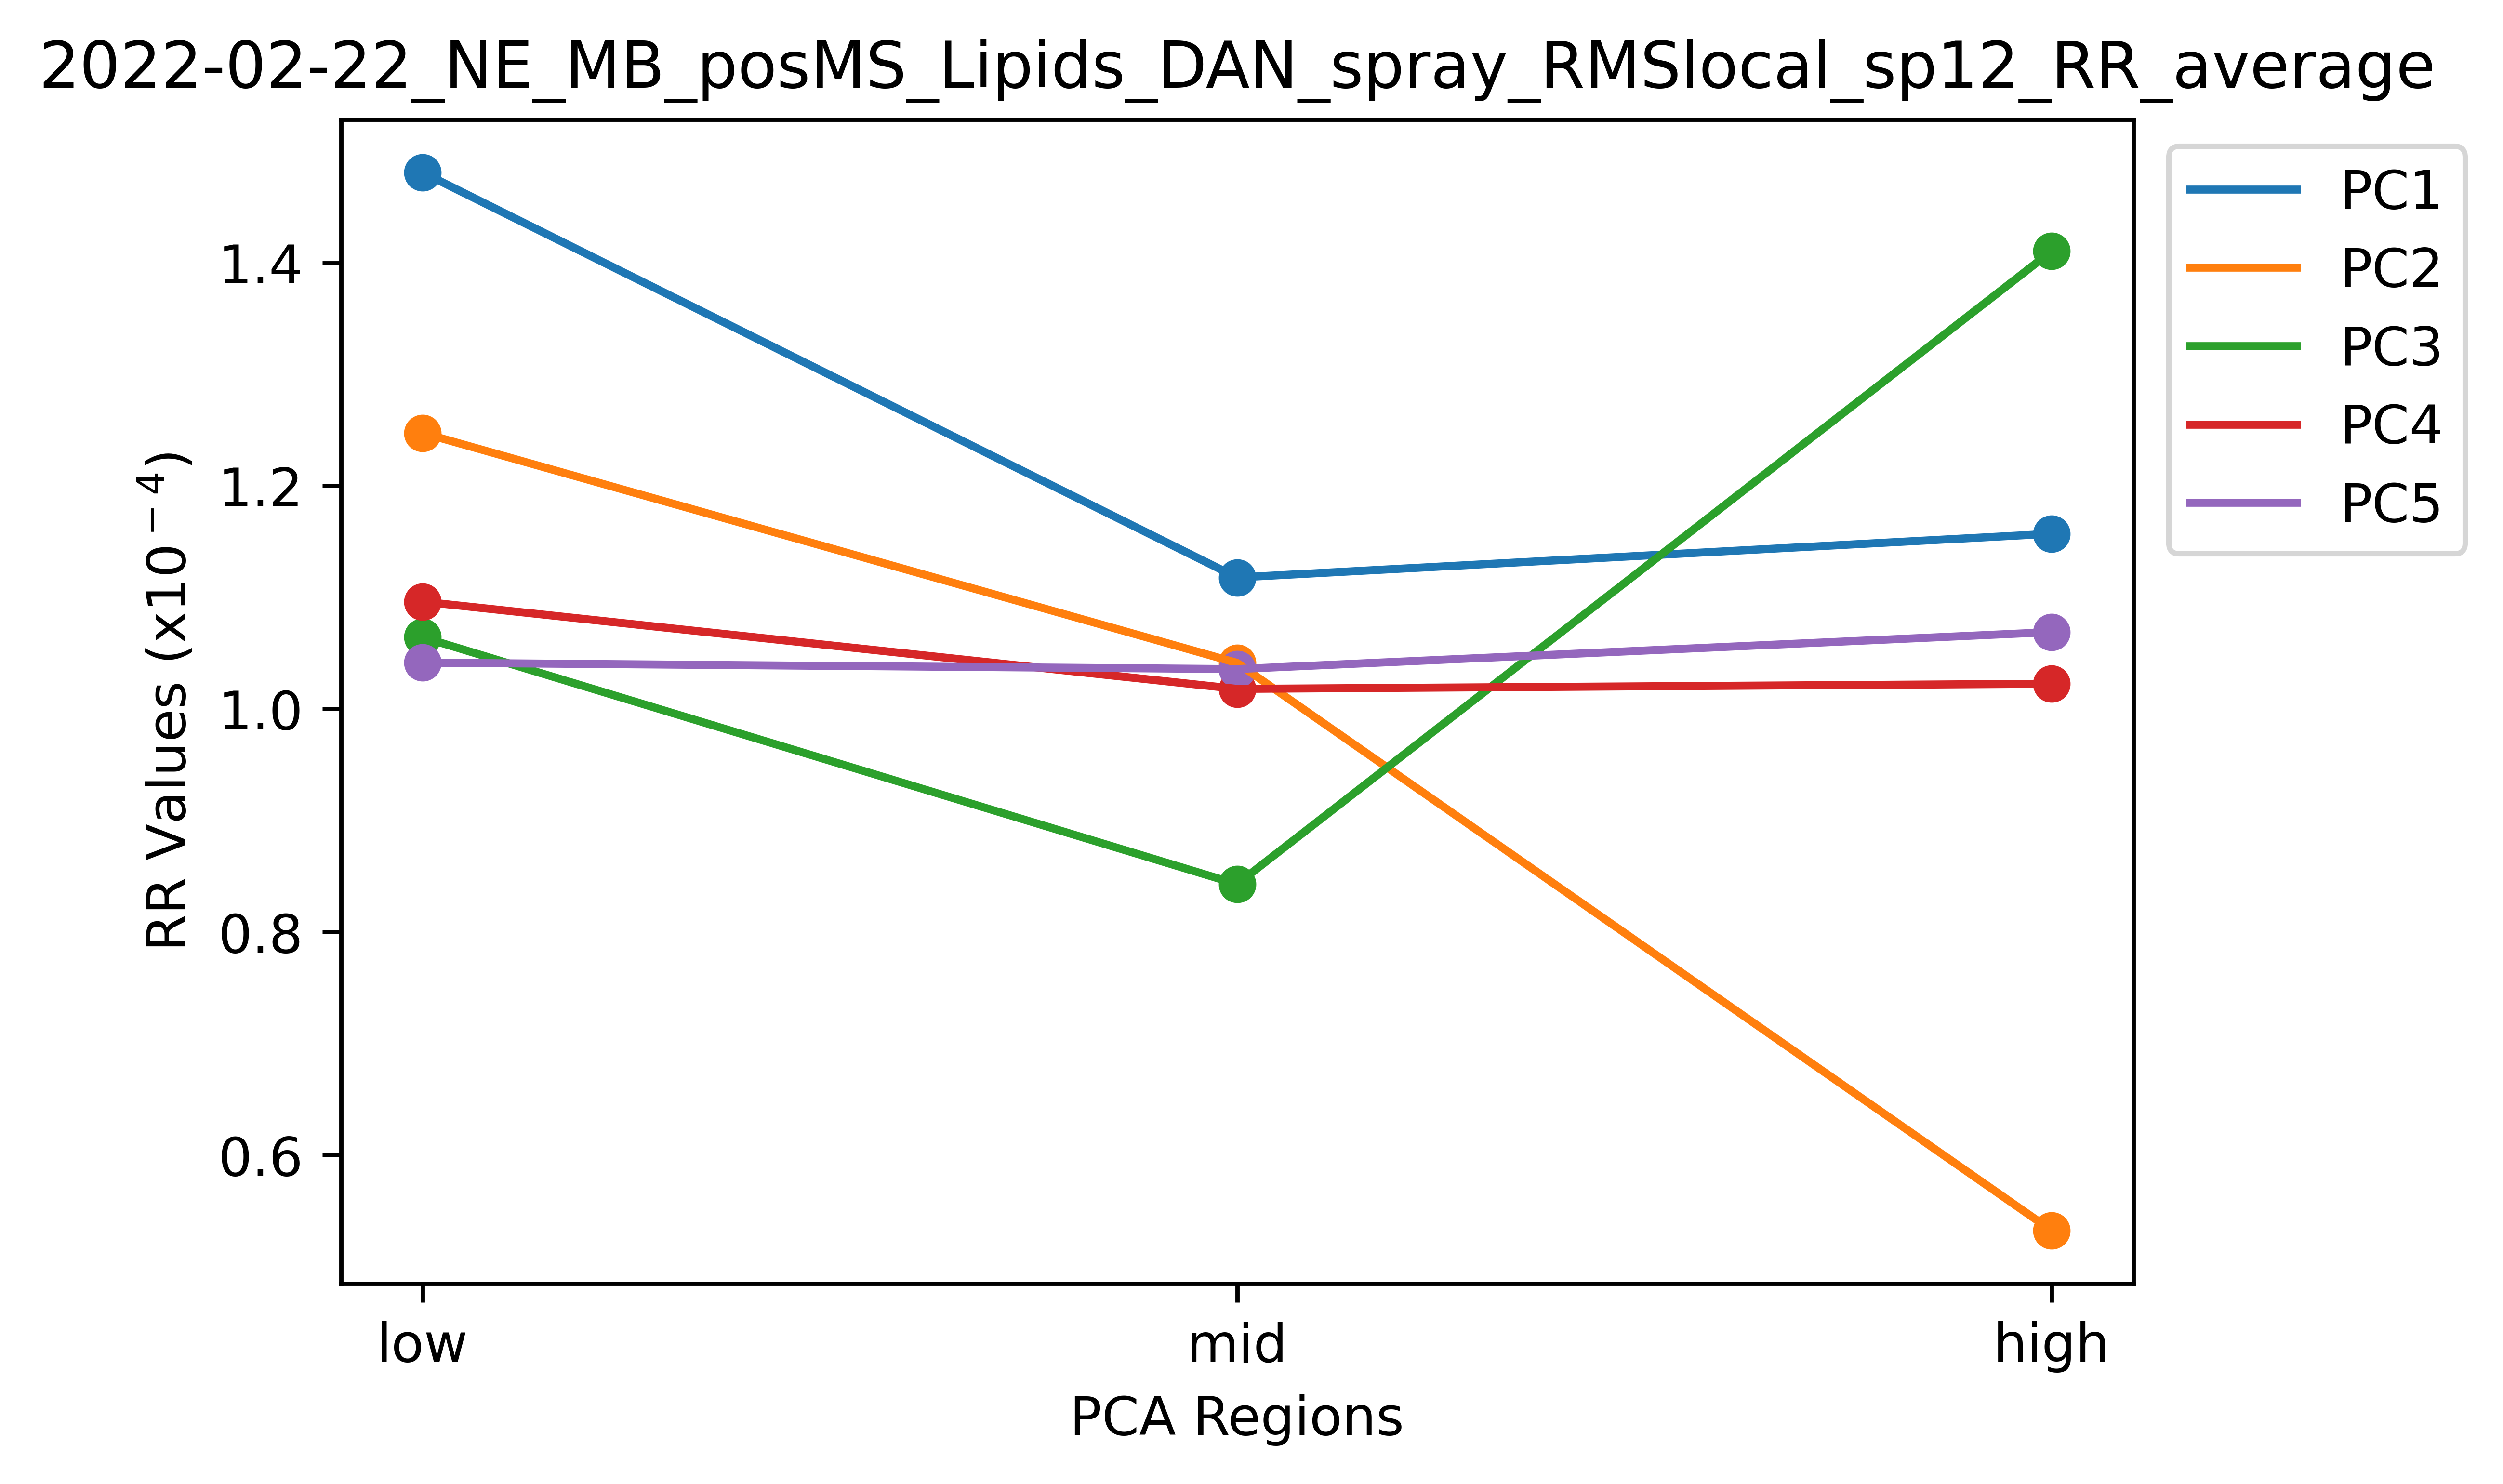 2022-02-22_NE_MB_posMS_Lipids_DAN_spray_RMSlocal_sp12_RR_average
PC1
PC2
PC3
PC4
PC5
RR Values (x10⁻⁴)
1.4
1.2
1.0
0.8
0.6
low mid high
PCA Regions